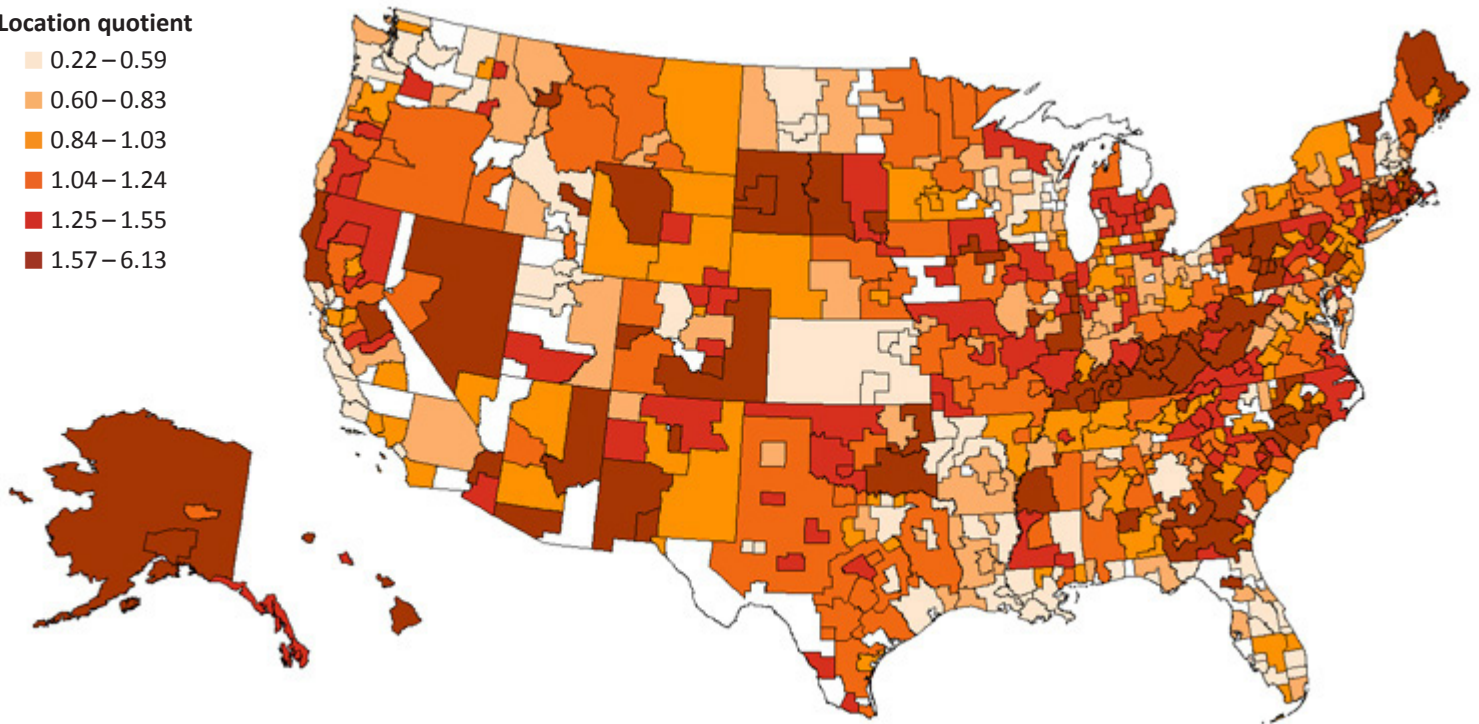 Location quotient
0.22 – 0.59
0.60 – 0.83
0.84 – 1.03
1.04 – 1.24
1.25 – 1.55
1.57 – 6.13